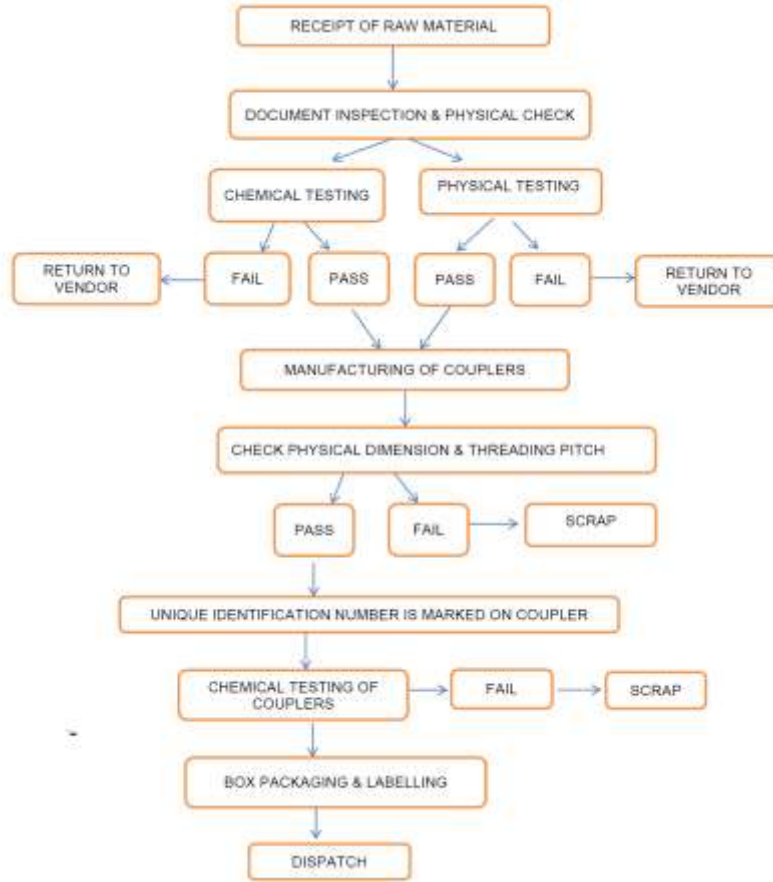 RECEIPT OF RAW MATERIAL
DOCUMENT INSPECTION & PHYSICAL CHECK
CHEMICAL TESTING
PHYSICAL TESTING
RETURN TO
VENDOR
FAIL
PASS
PASS
FAIL
RETURN TO
VENDOR
MANUFACTURING OF COUPLERS
CHECK PHYSICAL DIMENSION & THREADING PITCH
PASS
FAIL
SCRAP
UNIQUE IDENTIFICATION NUMBER IS MARKED ON COUPLER
CHEMICAL TESTING OF
COUPLERS
FAIL
SCRAP
BOX PACKAGING & LABELLING
DISPATCH